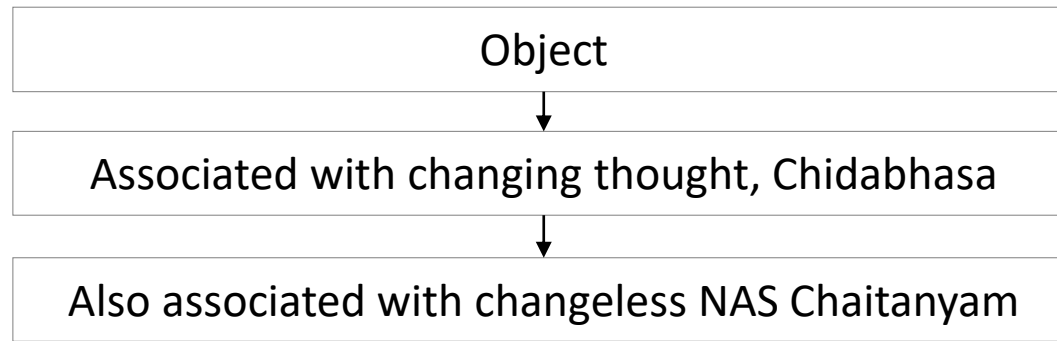 Object
Associated with changing thought, Chidabhasa
Also associated with changeless NAS Chaitanyam